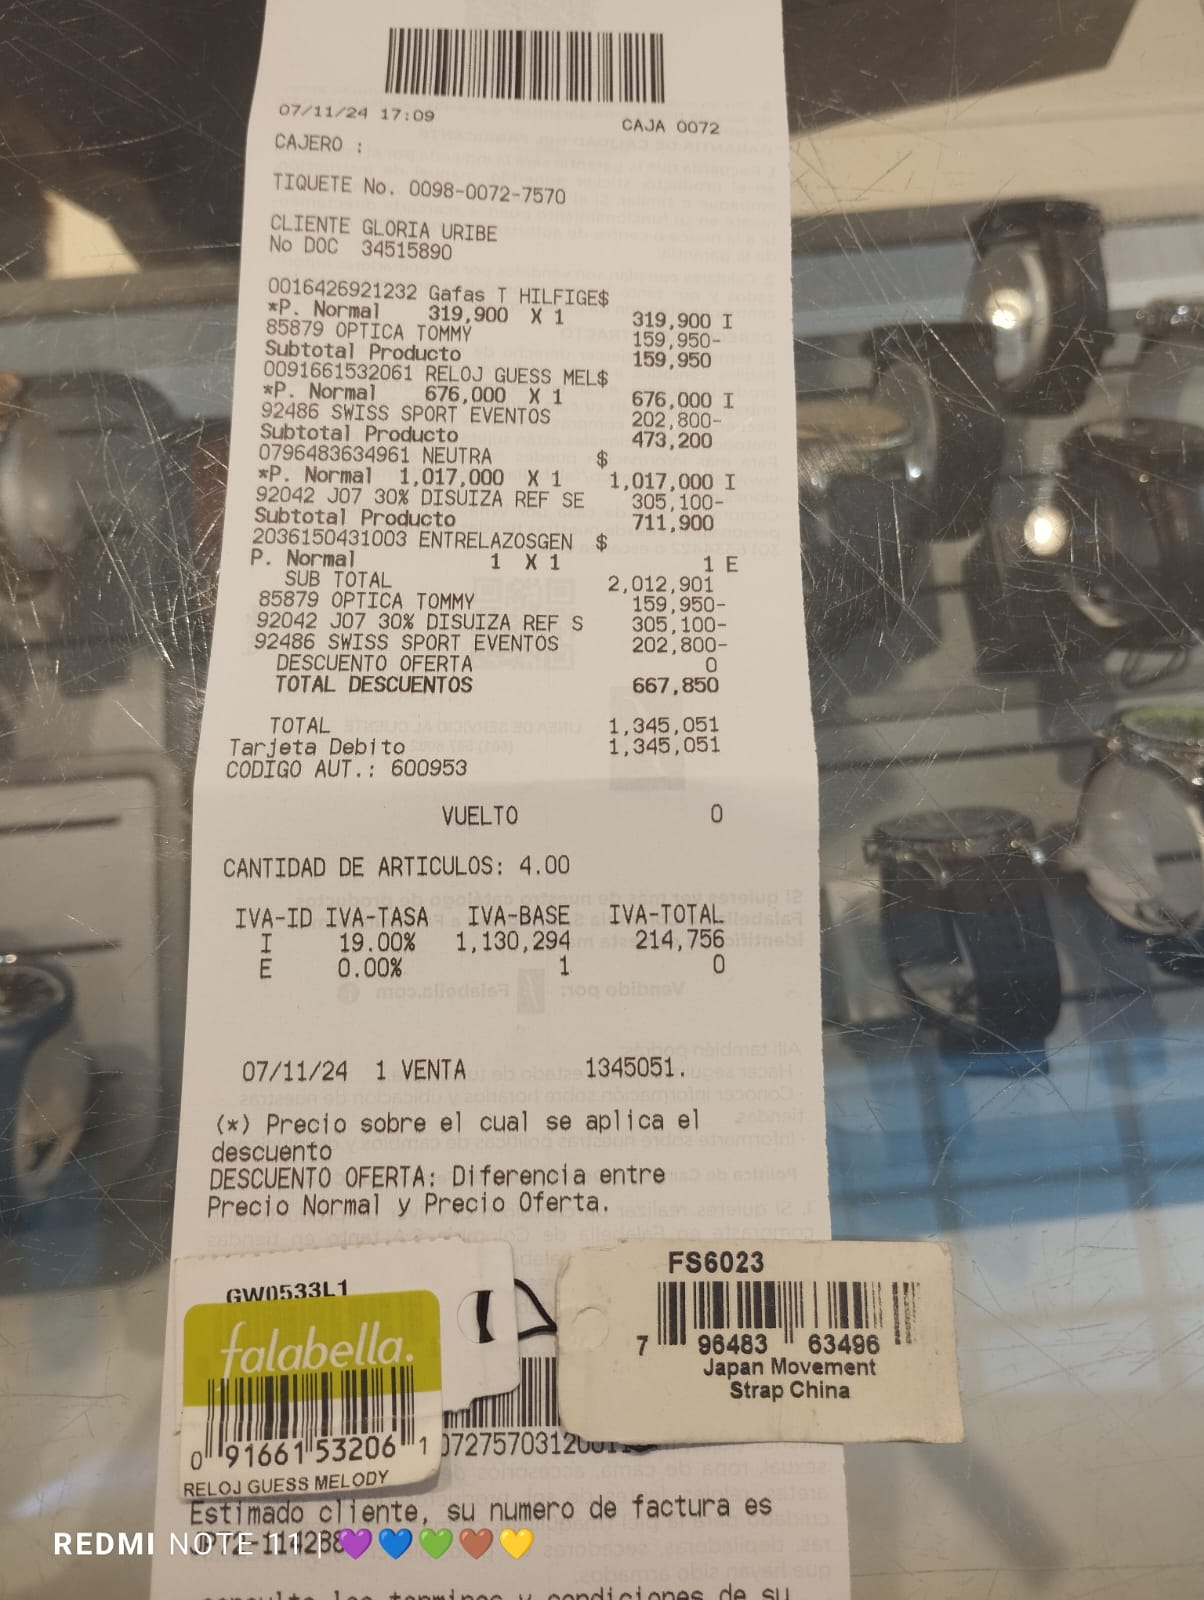 07/11/24 17:09 CAJA 0072
CAJERO :
TIQUETE No. 0098-0072-7570
CLIENTE GLORIA URIBE
No DOC 34515890
0016426921232 Gafas T HILFIGE$
*P. Normal 319,900 X 1 319,900 I
85879 OPTICA TOMMY 159,950-
Subtotal Producto 159,950
0091661532061 RELOJ GUESS MEL$
*P. Normal 676,000 X 1 676,000 I
92486 SWISS SPORT EVENTOS 202,800-
Subtotal Producto 473,200
0796483634961 NEUTRA $
*P. Normal 1,017,000 X 1 1,017,000 I
92042 J07 30% DISUIZA REF SE 305,100-
Subtotal Producto 711,900
2036150431003 ENTRELAZOSGEN $
P. Normal 1 X 1 1 E
SUB TOTAL 2,012,901
85879 OPTICA TOMMY 159,950-
92042 J07 30% DISUIZA REF S 305,100-
92486 SWISS SPORT EVENTOS 202,800-
DESCUENTO OFERTA 0
TOTAL DESCUENTOS 667,850
TOTAL 1,345,051
Tarjeta Debito 1,345,051
CODIGO AUT.: 600953
VUELTO 0
CANTIDAD DE ARTICULOS: 4.00
IVA-ID IVA-TASA IVA-BASE IVA-TOTAL
I 19.00% 1,130,294 214,756
E 0.00% 1 0
07/11/24 1 VENTA 1345051.
(*) Precio sobre el cual se aplica el
descuento
DESCUENTO OFERTA: Diferencia entre
Precio Normal y Precio Oferta.
GW0533L1
falabella.
0 91661 53206 1
RELOJ GUESS MELODY
FS6023
7 96483 63496
Japan Movement
Strap China
Estimado cliente, su numero de factura es
REDMI NOTE 11 |